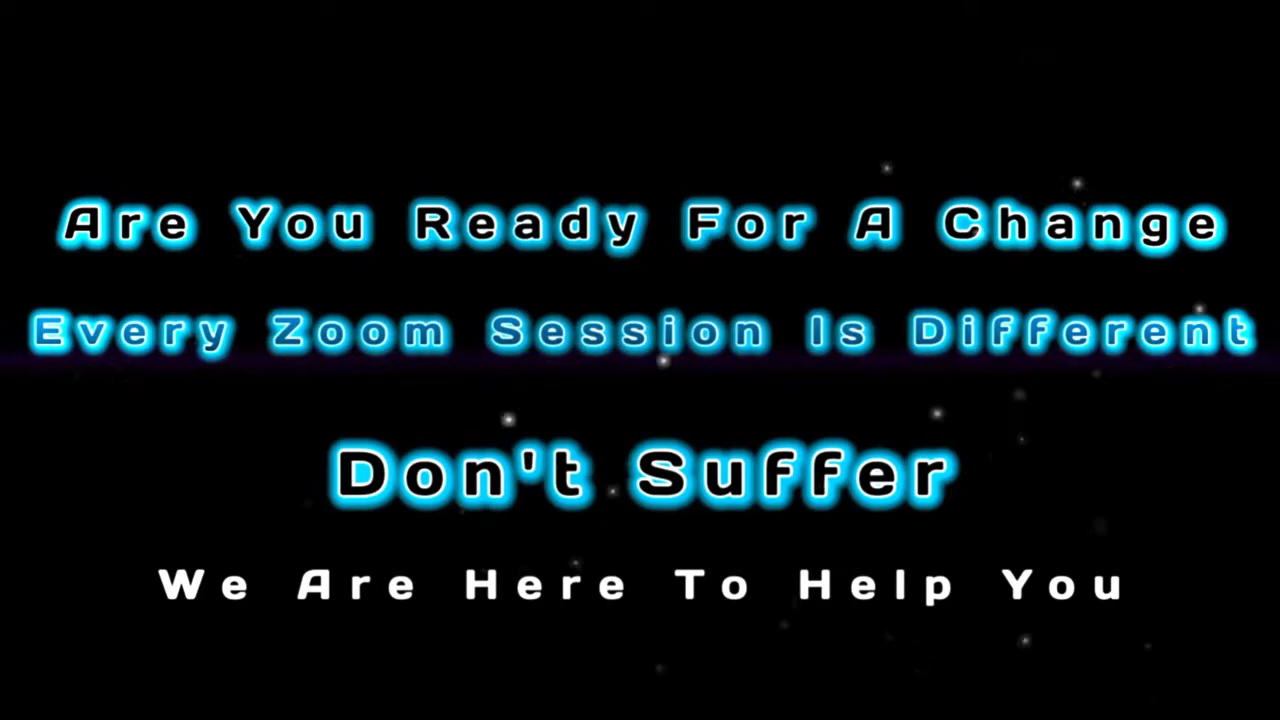 Are You Ready For A Change
Every Zoom Session Is Different
Don't Suffer
We Are Here To Help You